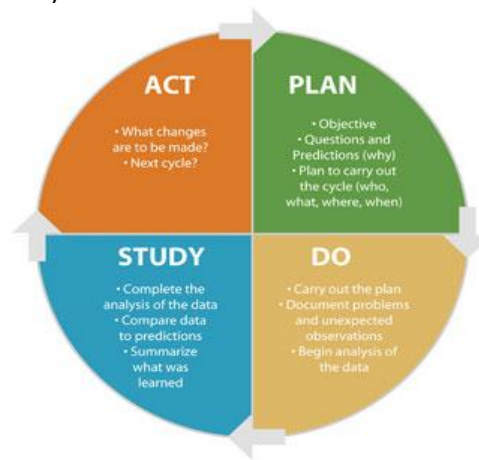 ACT
• What changes
are to be made?
• Next cycle?
PLAN
• Objective
• Questions and
Predictions (why)
• Plan to carry out
the cycle (who,
what, where, when)
STUDY
• Complete the
analysis of the data
• Compare data
to predictions
• Summarize
what was
learned
DO
• Carry out the plan
• Document problems
and unexpected
observations
• Begin analysis of
the data